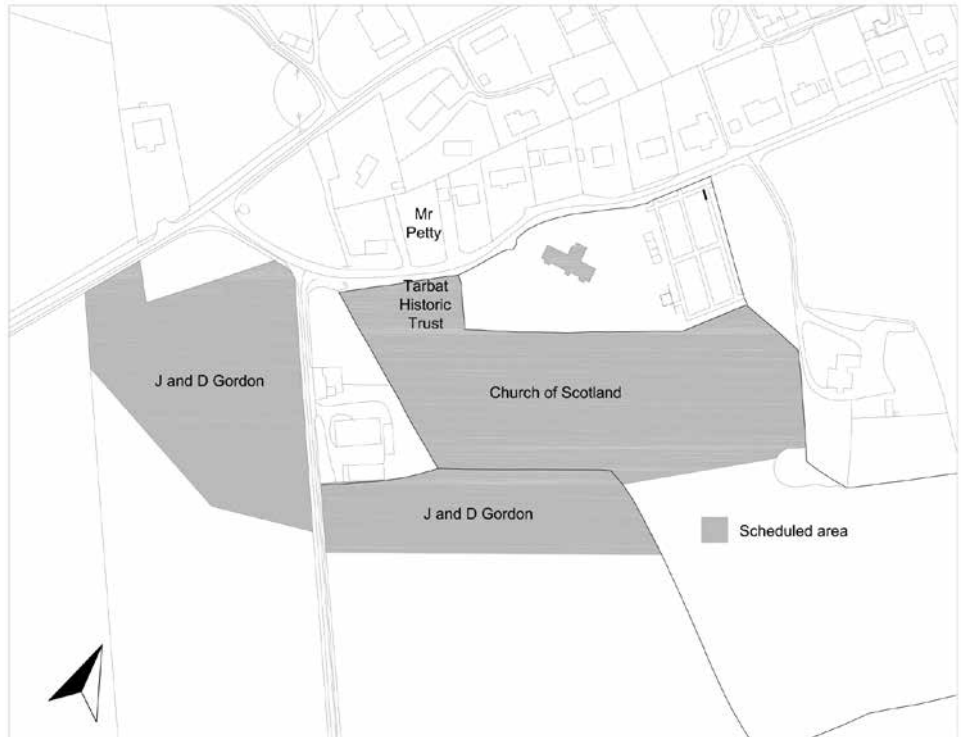 Mr
Petty
Tarbat
Historic
Trust
J and D Gordon
Church of Scotland
J and D Gordon
Scheduled area